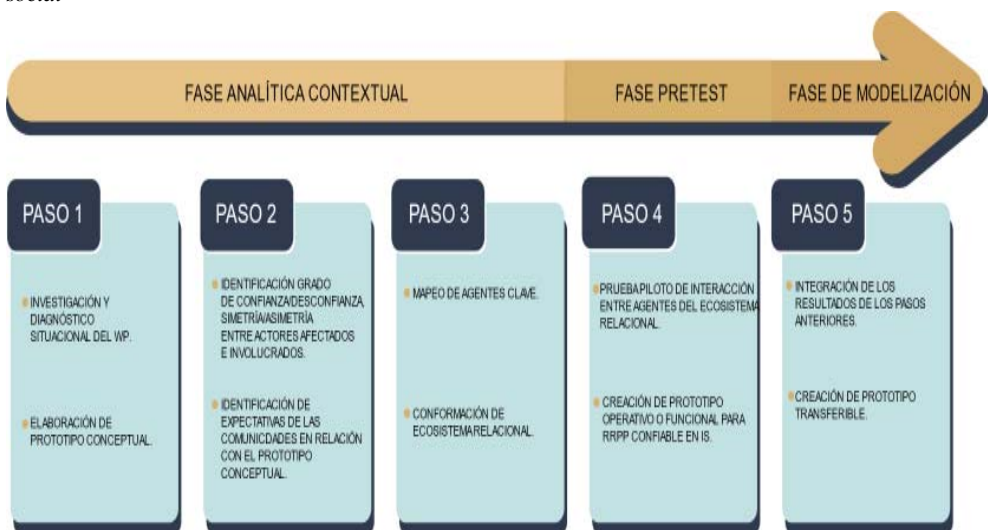 social
FASE ANALÍTICA CONTEXTUAL
FASE PRETEST
FASE DE MODELIZACIÓN
PASO 1
INVESTIGACIÓN Y
DIAGNÓSTICO
SITUACIONAL DEL WP.
ELABORACIÓN DE
PROTOTIPO CONCEPTUAL.
PASO 2
IDENTIFICACIÓN GRADO
DE CONFIANZA/DESCONFIANZA,
SIMETRÍA/ASIMETRÍA
ENTRE ACTORES AFECTADOS
E INVOLUCRADOS.
IDENTIFICACIÓN DE
EXPECTATIVAS DE LAS
COMUNICDADES EN RELACIÓN
CON EL PROTOTIPO
CONCEPTUAL.
PASO 3
MAPEO DE AGENTES CLAVE.
CONFORMACIÓN DE
ECOSISTEMA RELACIONAL.
PASO 4
PRUEBA PILOTO DE INTERACCIÓN
ENTRE AGENTES DEL ECOSISTEMA
RELACIONAL.
CREACIÓN DE PROTOTIPO
OPERATIVO O FUNCIONAL PARA
RRPP CONFIABLE EN IS.
PASO 5
INTEGRACIÓN DE LOS
RESULTADOS DE LOS PASOS
ANTERIORES.
CREACIÓN DE PROTOTIPO
TRANSFERIBLE.